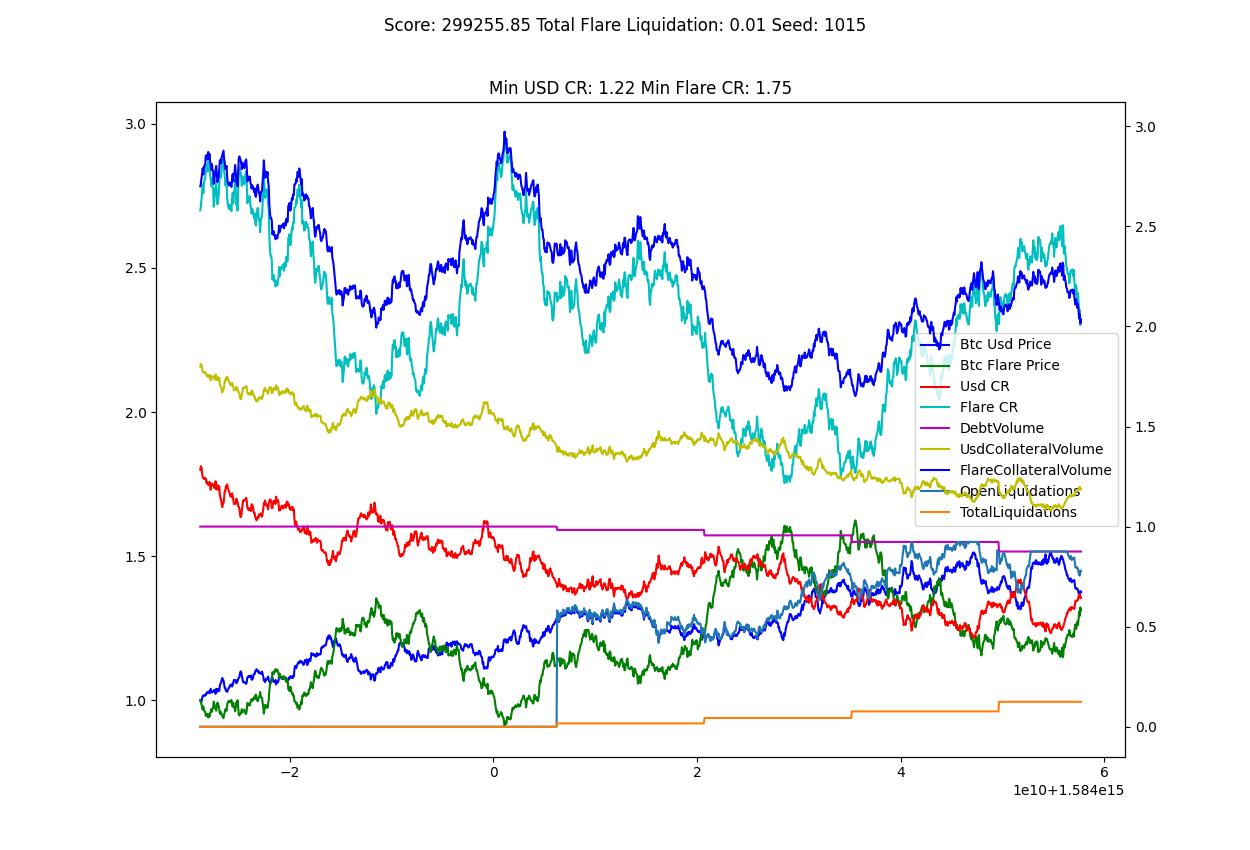 Score: 299255.85 Total Flare Liquidation: 0.01 Seed: 1015
Min USD CR: 1.22 Min Flare CR: 1.75
3.0
2.5
2.0
1.5
1.0
3.0
2.5
2.0
1.5
1.0
0.5
0.0
Btc Usd Price
Btc Flare Price
Usd CR
Flare CR
DebtVolume
UsdCollateralVolume
FlareCollateralVolume
OpenLiquidations
TotalLiquidations
−2 0 2 4 6
1e10+1.584e15